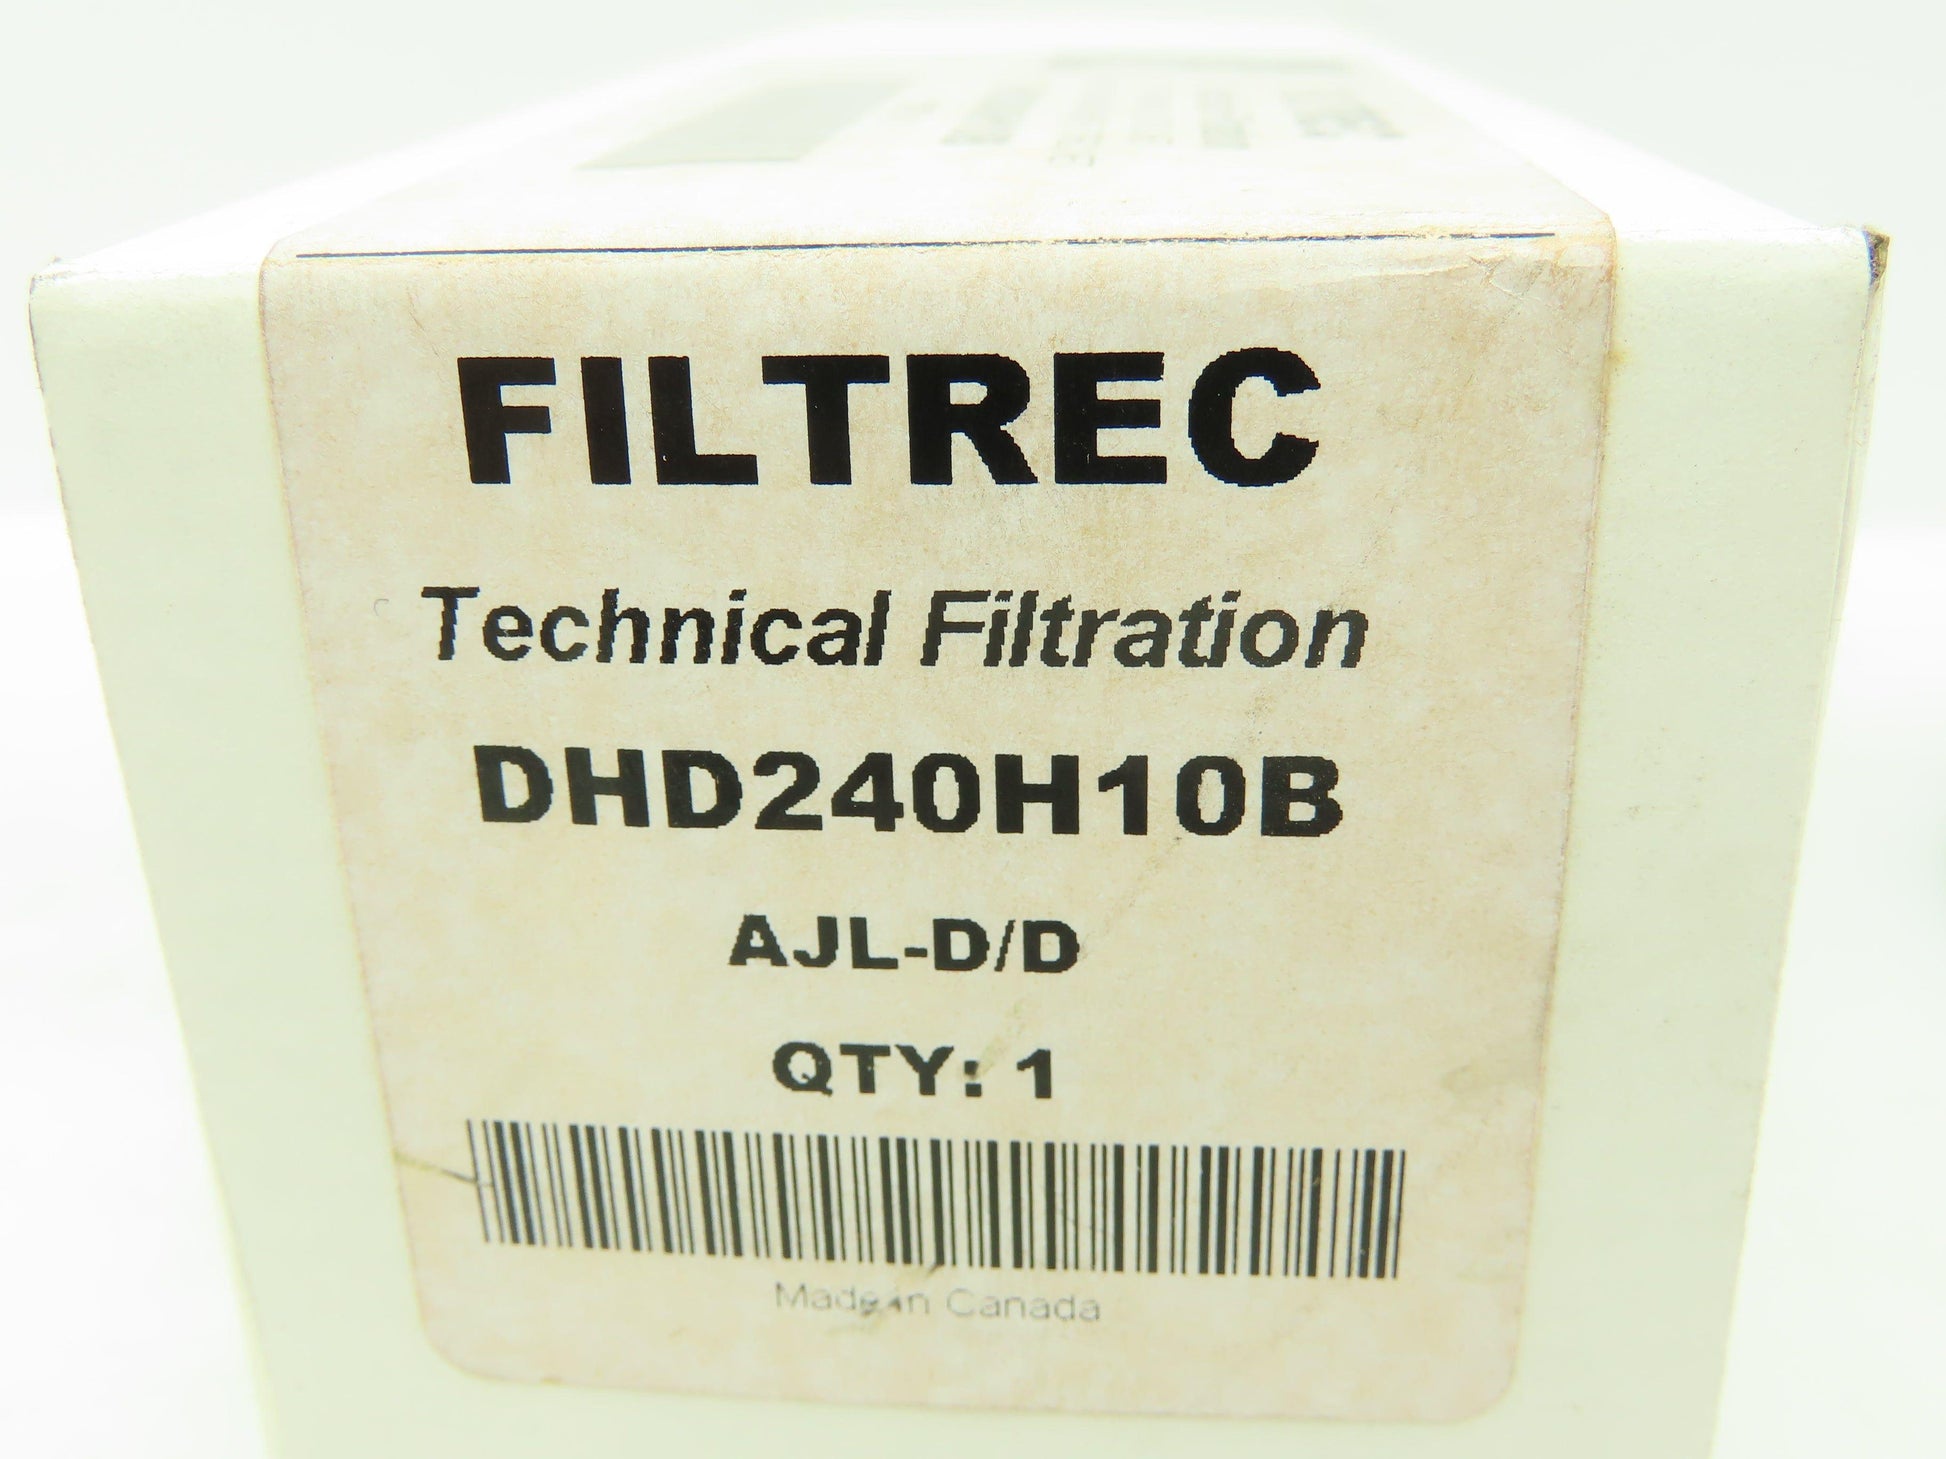 FILTREC
Technical Filtration
DHD240H10B
AJL-D/D
QTY: 1
Made in Canada